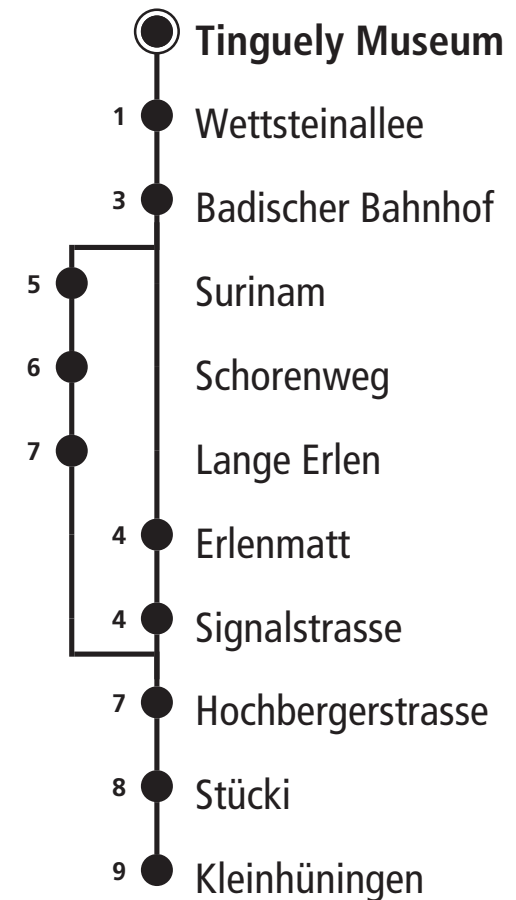 Tinguely Museum
1 Wettsteinallee
3 Badischer Bahnhof
5 Surinam
6 Schorenweg
7 Lange Erlen
4 Erlenmatt
4 Signalstrasse
7 Hochbergerstrasse
8 Stücki
9 Kleinhüningen